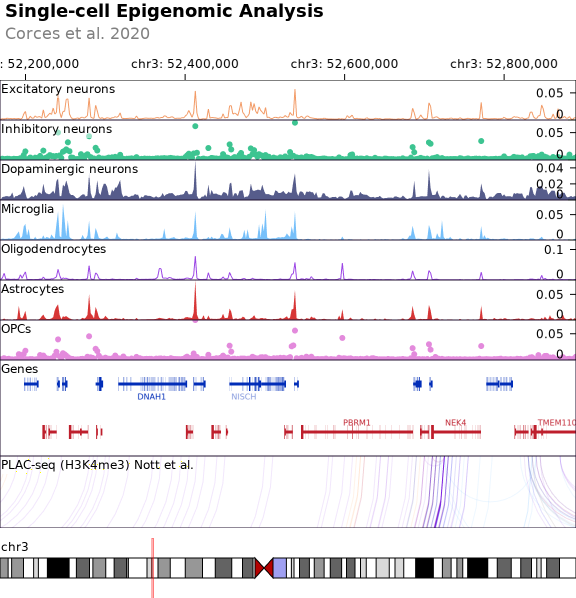 Single-cell Epigenomic Analysis
Corces et al. 2020
: 52,200,000 chr3: 52,400,000 chr3: 52,600,000 chr3: 52,800,000
Excitatory neurons
0.05
0
Inhibitory neurons
0.05
0
Dopaminergic neurons
0.04
0.02
0
Microglia
0.05
0
Oligodendrocytes
0.1
0
Astrocytes
0.05
0
OPCs
0.05
0
Genes
DNAH1 NISCH
PBRM1 NEK4 TMEM110
PLAC-seq (H3K4me3) Nott et al.
chr3